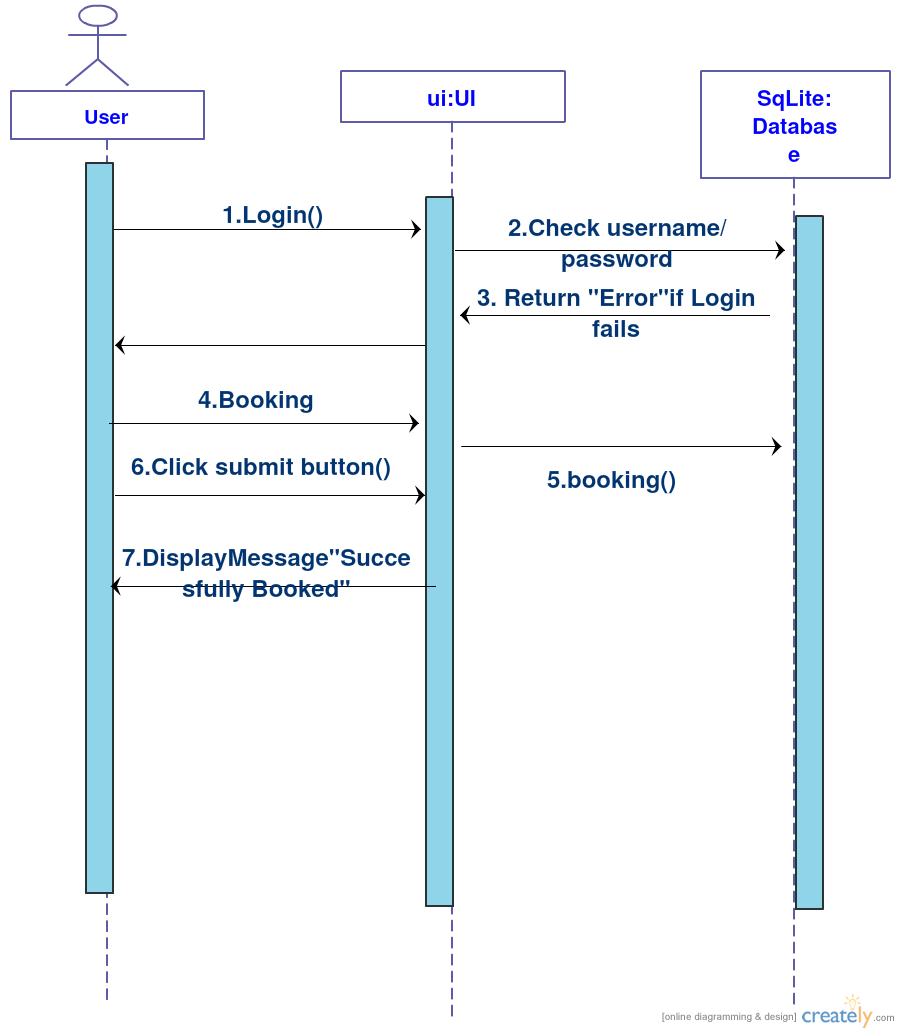 User
ui:UI
SqLite:
Databas
e
1.Login()
2.Check username/
password
3. Return "Error"if Login
fails
4.Booking
5.booking()
6.Click submit button()
7.DisplayMessage"Succe
sfully Booked"
[online diagramming & design] creately.com